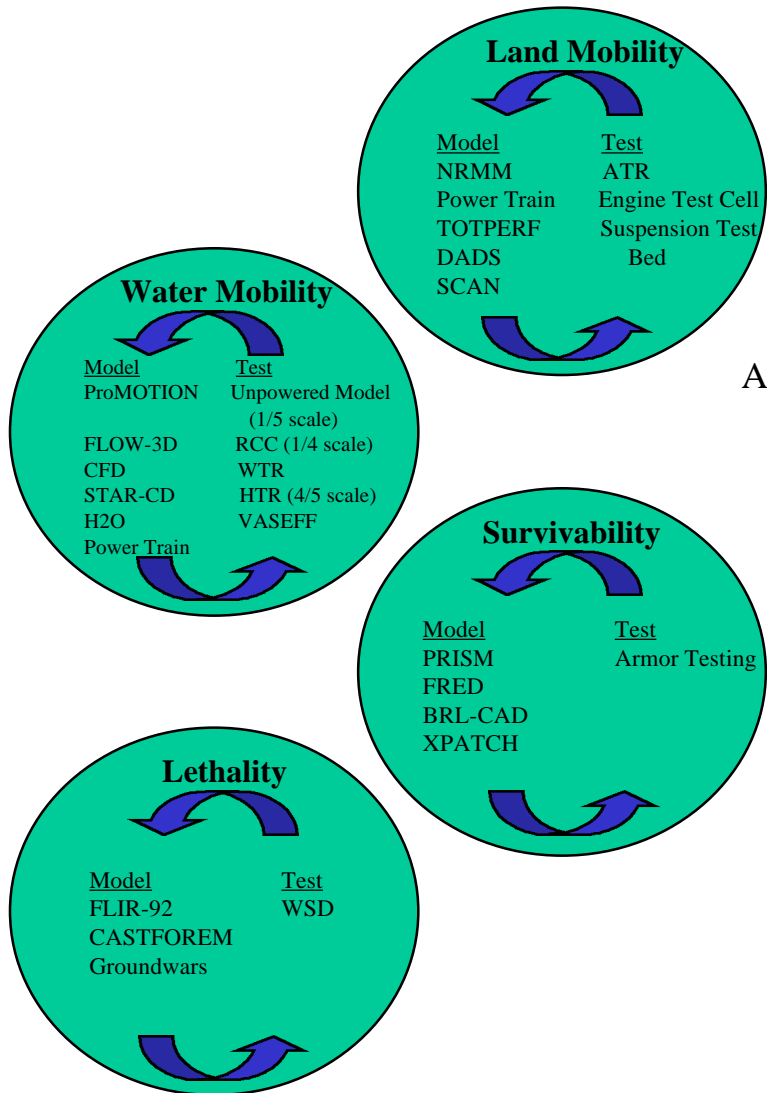 Land Mobility
Model Test
NRMM ATR
Power Train Engine Test Cell
TOTPERF Suspension Test
DADS Bed
SCAN
Water Mobility
Model Test
ProMOTION Unpowered Model
(1/5 scale)
FLOW-3D RCC (1/4 scale)
CFD WTR
STAR-CD HTR (4/5 scale)
H2O VASEFF
Power Train
A
Survivability
Model Test
PRISM Armor Testing
FRED
BRL-CAD
XPATCH
Lethality
Model Test
FLIR-92 WSD
CASTFOREM
Groundwars